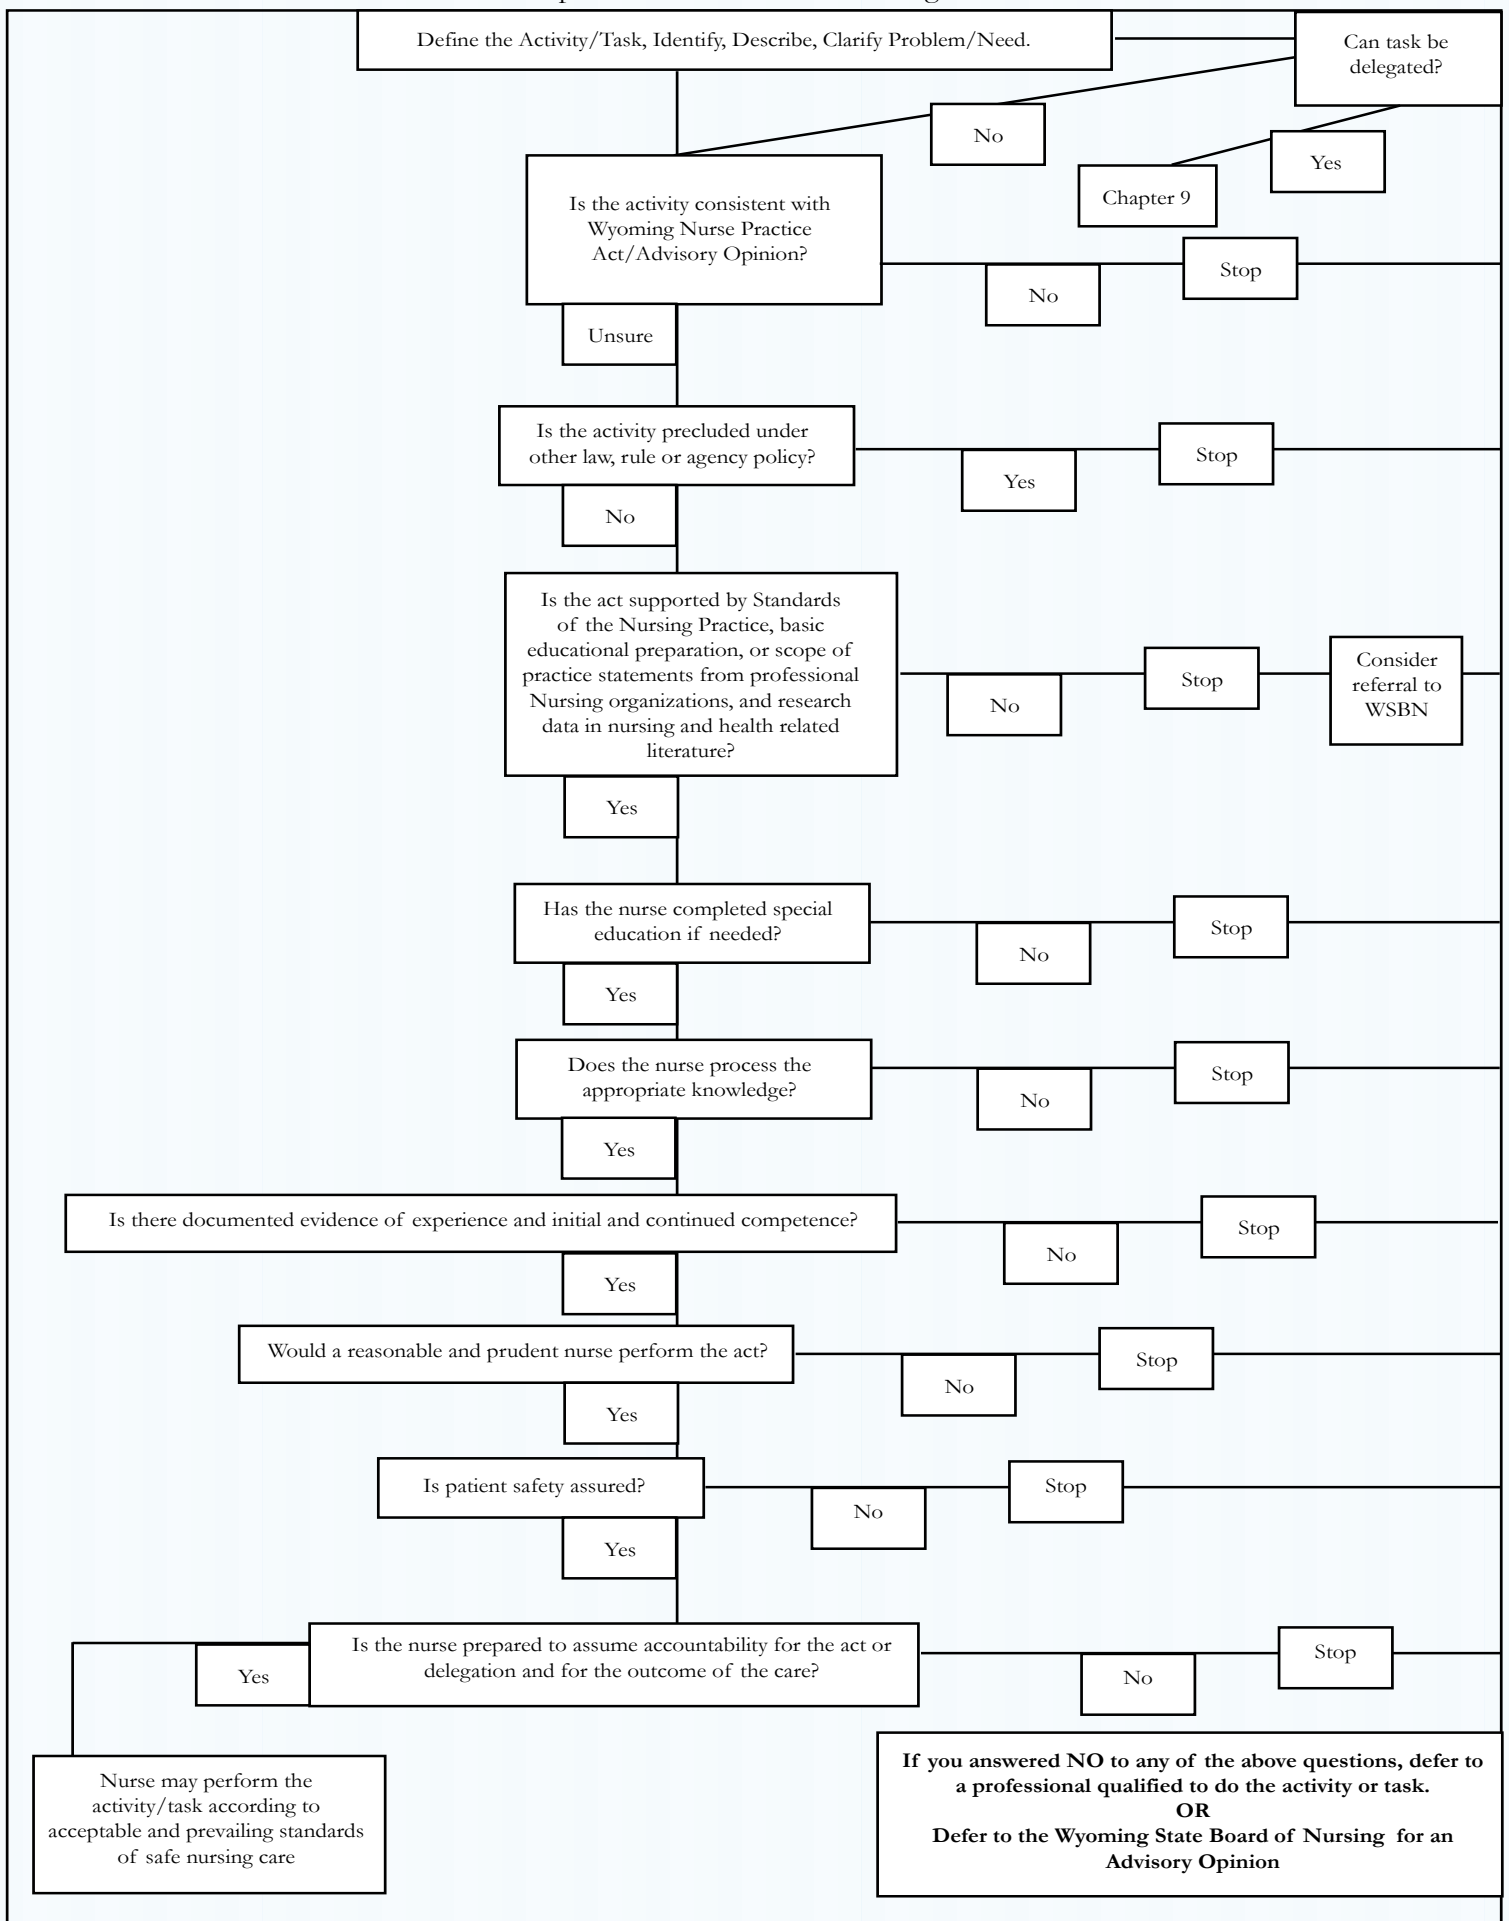 Define the Activity/Task, Identify, Describe, Clarify Problem/Need.
Can task be
delegated?
No
Yes
Chapter 9
Is the activity consistent with
Wyoming Nurse Practice
Act/Advisory Opinion?
No
Stop
Unsure
Is the activity precluded under
other law, rule or agency policy?
Yes
Stop
No
Is the act supported by Standards
of the Nursing Practice, basic
educational preparation, or scope of
practice statements from professional
Nursing organizations, and research
data in nursing and health related
literature?
No
Stop
Consider
referral to
WSBN
Yes
Has the nurse completed special
education if needed?
No
Stop
Yes
Does the nurse process the
appropriate knowledge?
No
Stop
Yes
Is there documented evidence of experience and initial and continued competence?
No
Stop
Yes
Would a reasonable and prudent nurse perform the act?
No
Stop
Yes
Is patient safety assured?
No
Stop
Yes
Is the nurse prepared to assume accountability for the act or
delegation and for the outcome of the care?
Yes
No
Stop
Nurse may perform the
activity/task according to
acceptable and prevailing standards
of safe nursing care
If you answered NO to any of the above questions, defer to
a professional qualified to do the activity or task.
OR
Defer to the Wyoming State Board of Nursing for an
Advisory Opinion